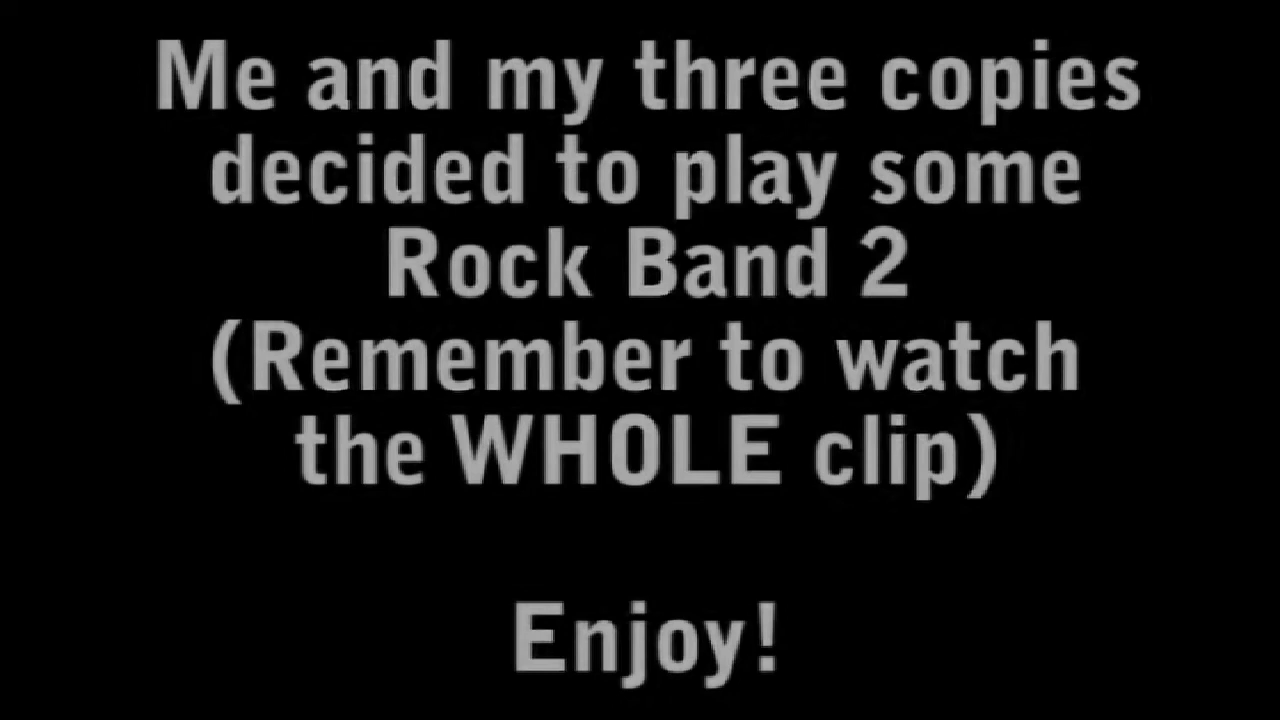 Me and my three copies
decided to play some
Rock Band 2
(Remember to watch
the WHOLE clip)
Enjoy!